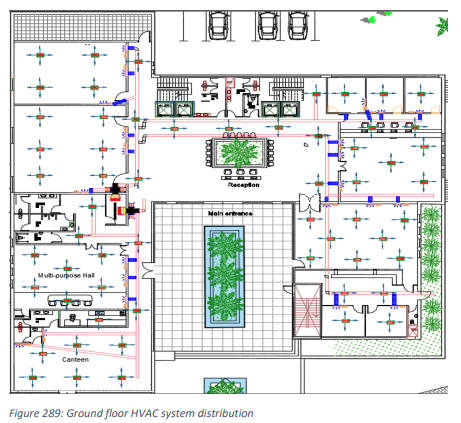 Reception
Main entrance
Multi-purpose Hall
Canteen
Figure 289: Ground floor HVAC system distribution